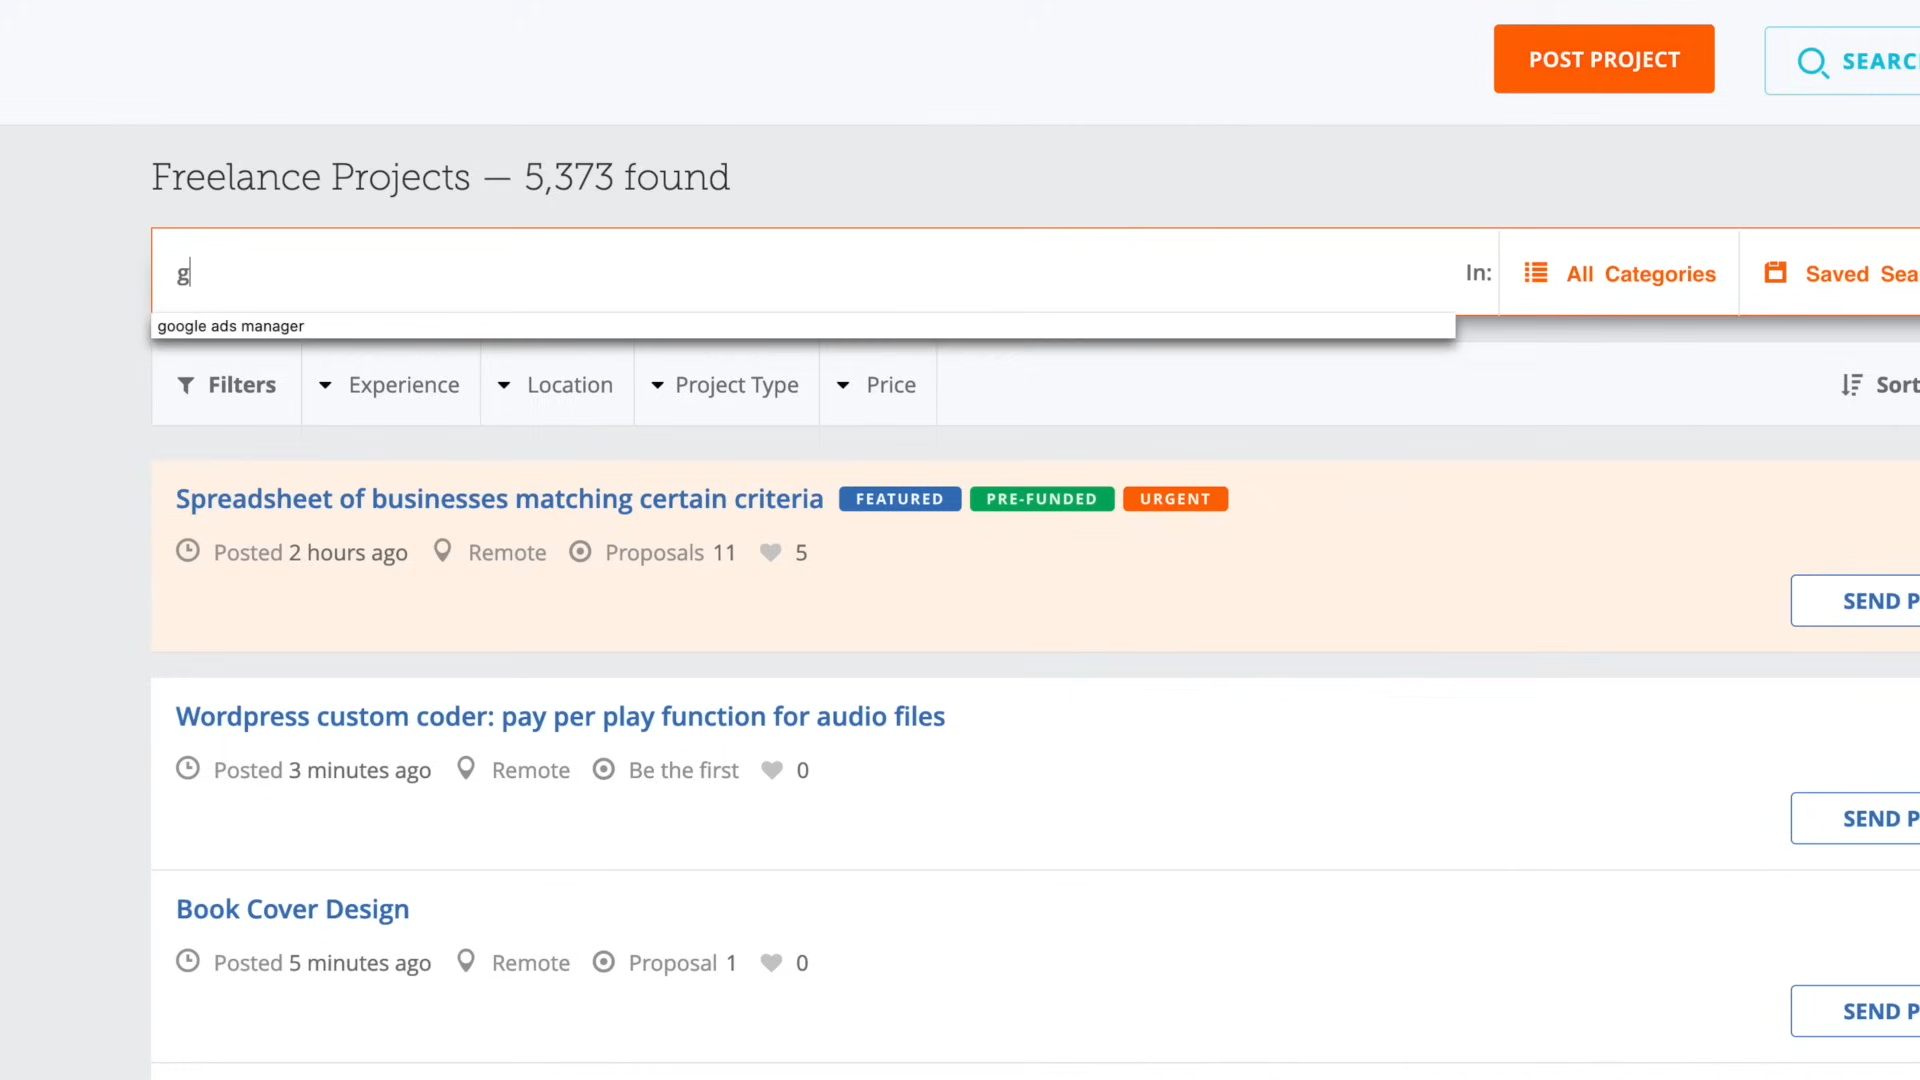 POST PROJECT
SEARC
Freelance Projects — 5,373 found
g
In:
All Categories
Saved Sea
google ads manager
Filters
Experience
Location
Project Type
Price
Sort
Spreadsheet of businesses matching certain criteria
FEATURED
PRE-FUNDED
URGENT
Posted 2 hours ago
Remote
Proposals 11
5
SEND P
Wordpress custom coder: pay per play function for audio files
Posted 3 minutes ago
Remote
Be the first
0
SEND P
Book Cover Design
Posted 5 minutes ago
Remote
Proposal 1
0
SEND P